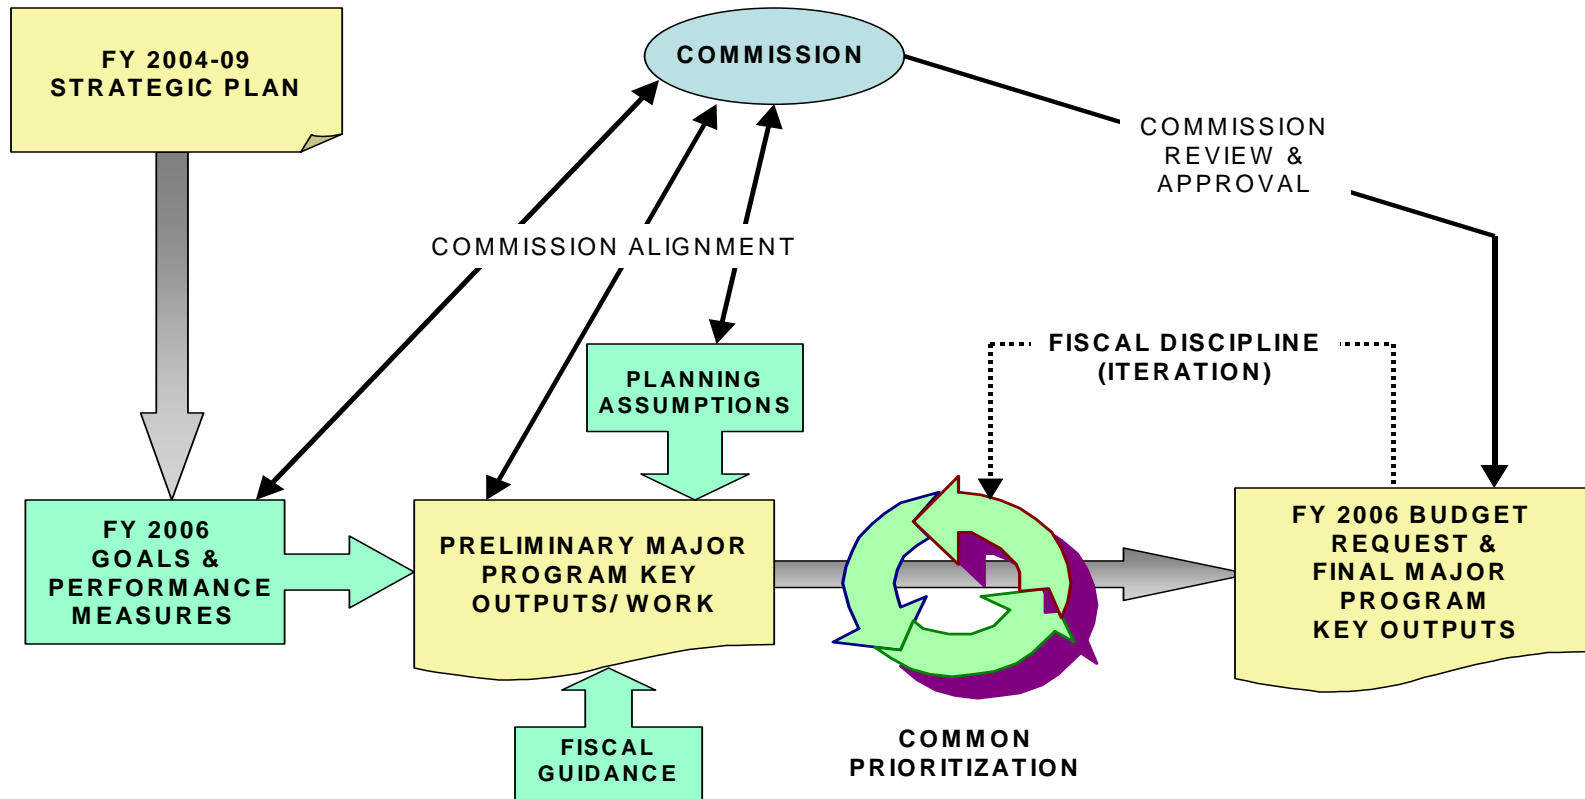 FY 2004-09
STRATEGIC PLAN
COMMISSION
COMMISSION
REVIEW &
APPROVAL
COMMISSION ALIGNMENT
FISCAL DISCIPLINE
(ITERATION)
PLANNING
ASSUMPTIONS
FY 2006
GOALS &
PERFORMANCE
MEASURES
PRELIMINARY MAJOR
PROGRAM KEY
OUTPUTS/ WORK
FY 2006 BUDGET
REQUEST &
FINAL MAJOR
PROGRAM
KEY OUTPUTS
FISCAL
GUIDANCE
COMMON
PRIORITIZATION